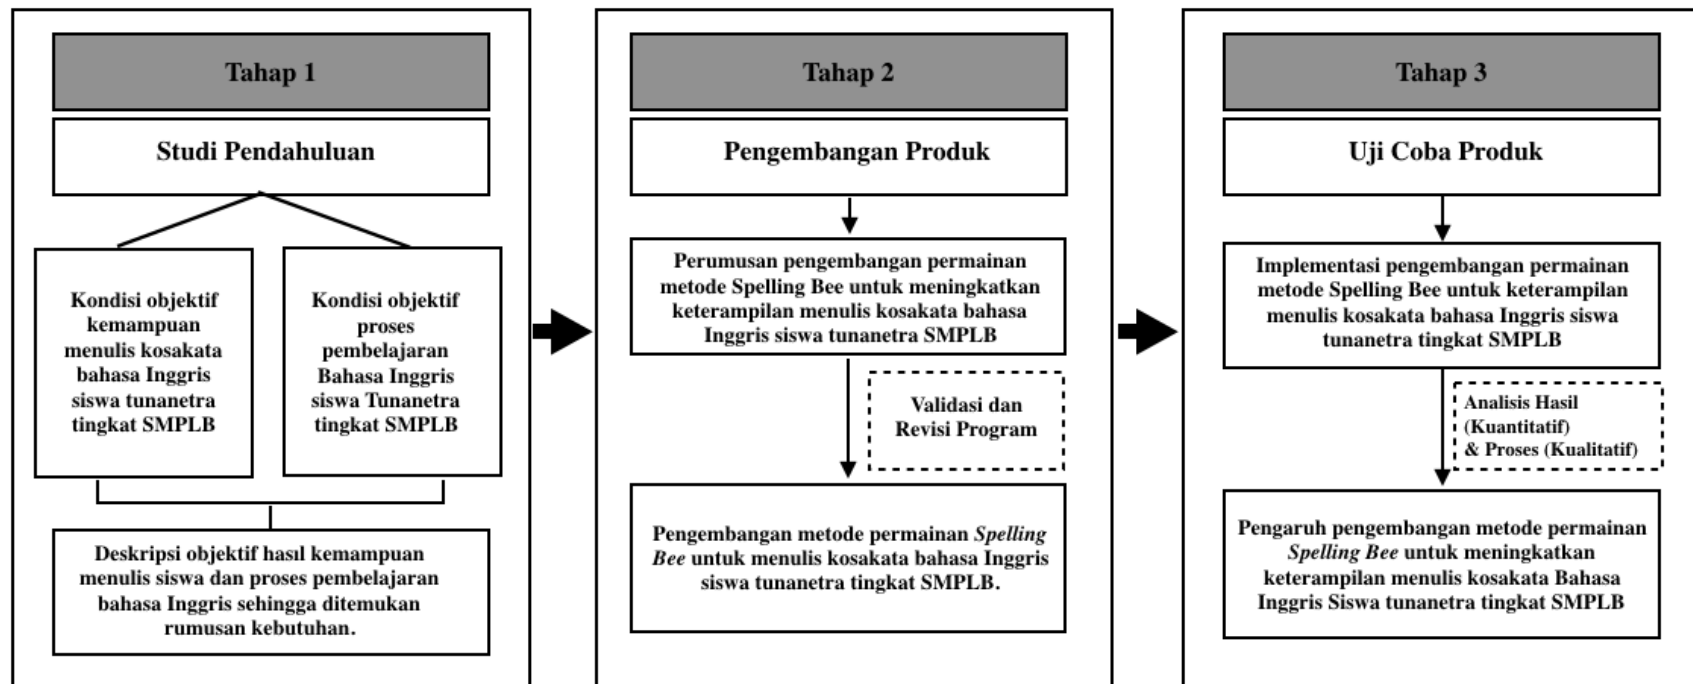 Tahap 1
Studi Pendahuluan
Kondisi objektif
kemampuan
menulis kosakata
bahasa Inggris
siswa tunanetra
tingkat SMPLB
Kondisi objektif
proses
pembelajaran
Bahasa Inggris
siswa Tunanetra
tingkat SMPLB
Deskripsi objektif hasil kemampuan
menulis siswa dan proses pembelajaran
bahasa Inggris sehingga ditemukan
rumusan kebutuhan.
Tahap 2
Pengembangan Produk
Perumusan pengembangan permainan
metode Spelling Bee untuk meningkatkan
keterampilan menulis kosakata bahasa
Inggris siswa tunanetra SMPLB
Validasi dan
Revisi Program
Pengembangan metode permainan Spelling
Bee untuk menulis kosakata bahasa Inggris
siswa tunanetra tingkat SMPLB.
Tahap 3
Uji Coba Produk
Implementasi pengembangan permainan
metode Spelling Bee untuk keterampilan
menulis kosakata bahasa Inggris siswa
tunanetra tingkat SMPLB
Analisis Hasil
(Kuantitatif)
& Proses (Kualitatif)
Pengaruh pengembangan metode permainan
Spelling Bee untuk meningkatkan
keterampilan menulis kosakata Bahasa
Inggris Siswa tunanetra tingkat SMPLB